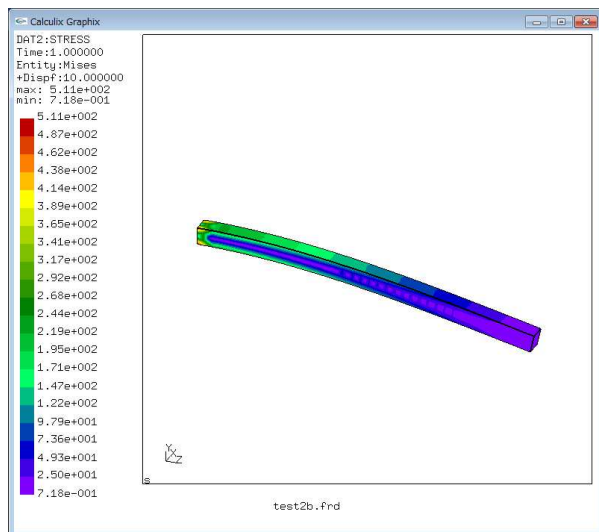 Calculix Graphix
DAT2:STRESS
Time:1.000000
Entity:Mises
+Dispf:10.000000
max: 5.11e+002
min: 7.18e-001
5.11e+002
4.87e+002
4.62e+002
4.38e+002
4.14e+002
3.89e+002
3.65e+002
3.41e+002
3.17e+002
2.92e+002
2.68e+002
2.44e+002
2.19e+002
1.95e+002
1.71e+002
1.47e+002
1.22e+002
9.79e+001
7.36e+001
4.93e+001
2.50e+001
7.18e-001
Y
X
Z
s
test2b.frd